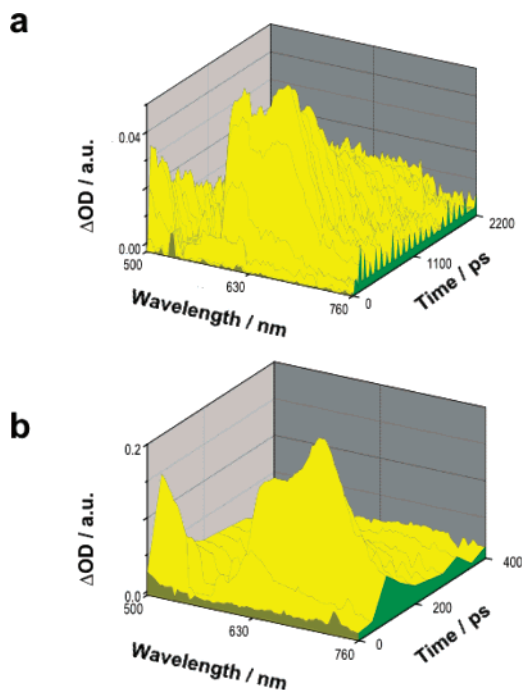 a
0.04
ΔOD / a.u.
0.00
500
630
760
Wavelength / nm
0
1100
2200
Time / ps
b
0.2
ΔOD / a.u.
0.0
500
630
760
Wavelength / nm
0
200
400
Time / ps